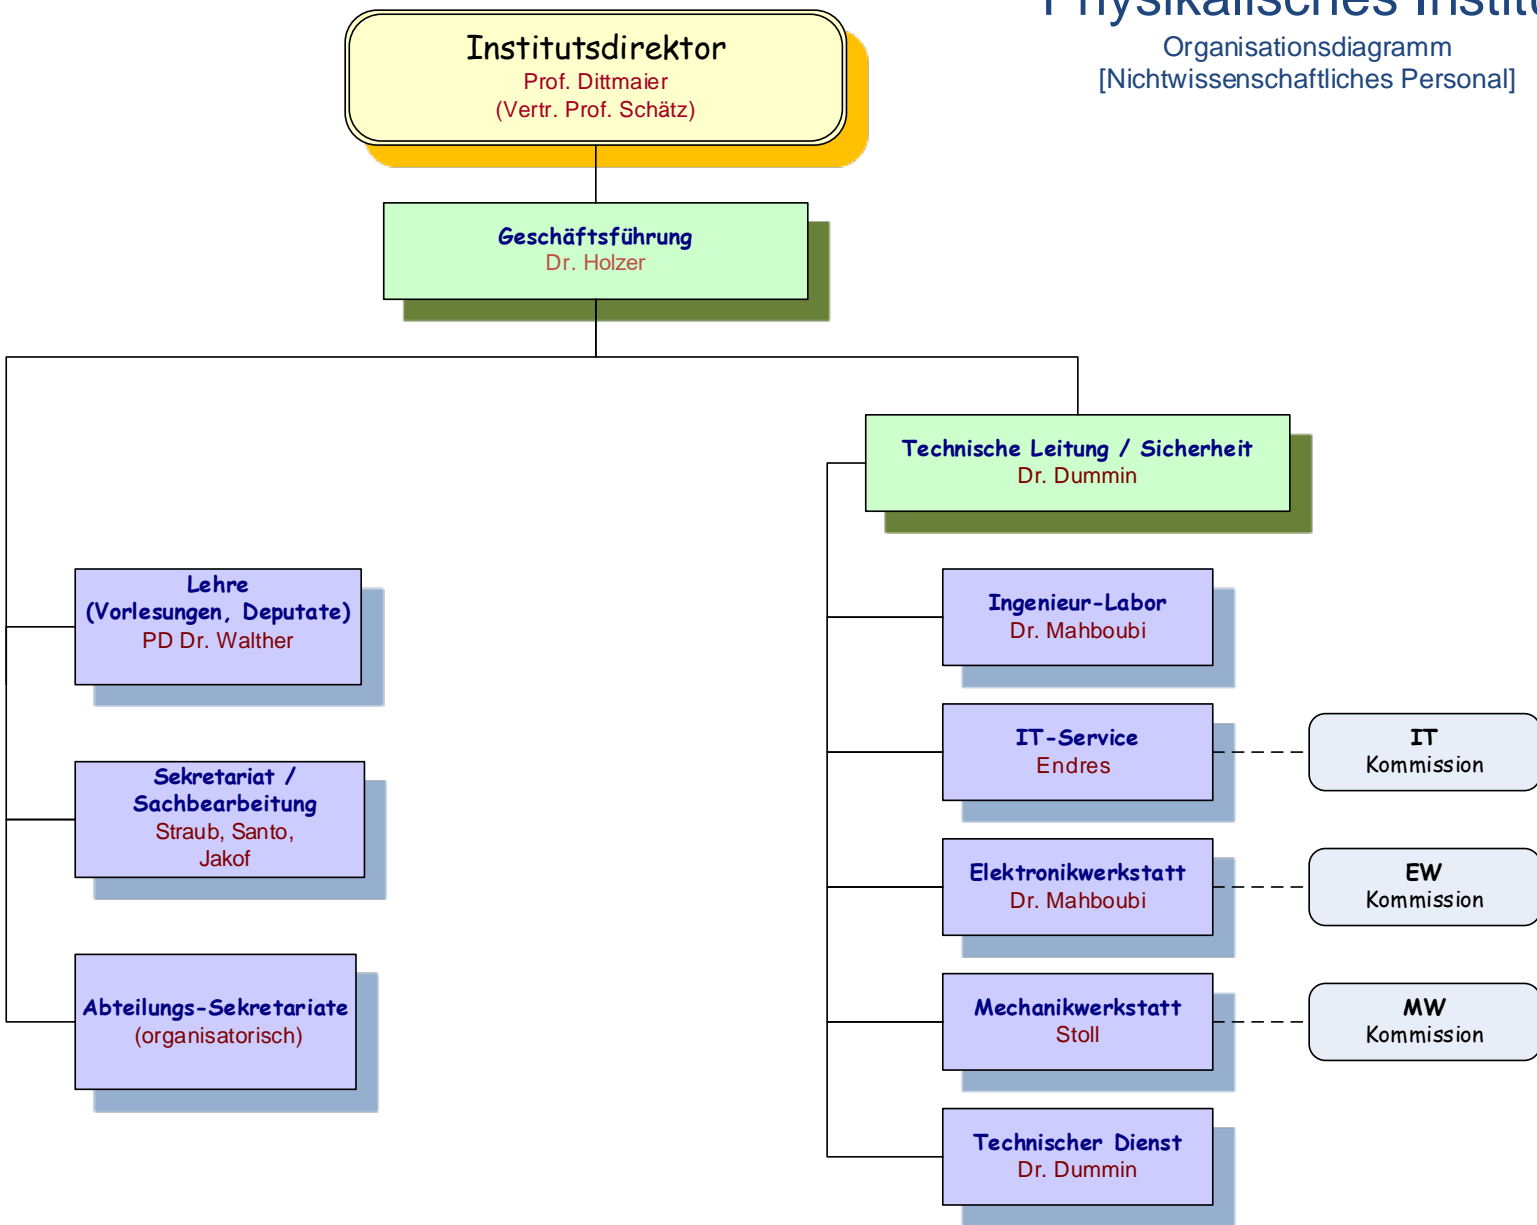 Physikalisches Institu
Organisationsdiagramm
[Nichtwissenschaftliches Personal]
Institutsdirektor
Prof. Dittmaier
(Vertr. Prof. Schätz)
Geschäftsführung
Dr. Holzer
Technische Leitung / Sicherheit
Dr. Dummin
Lehre
(Vorlesungen, Deputate)
PD Dr. Walther
Sekretariat /
Sachbearbeitung
Straub, Santo,
Jakof
Abteilungs-Sekretariate
(organisatorisch)
Ingenieur-Labor
Dr. Mahboubi
IT-Service
Endres
IT
Kommission
Elektronikwerkstatt
Dr. Mahboubi
EW
Kommission
Mechanikwerkstatt
Stoll
MW
Kommission
Technischer Dienst
Dr. Dummin